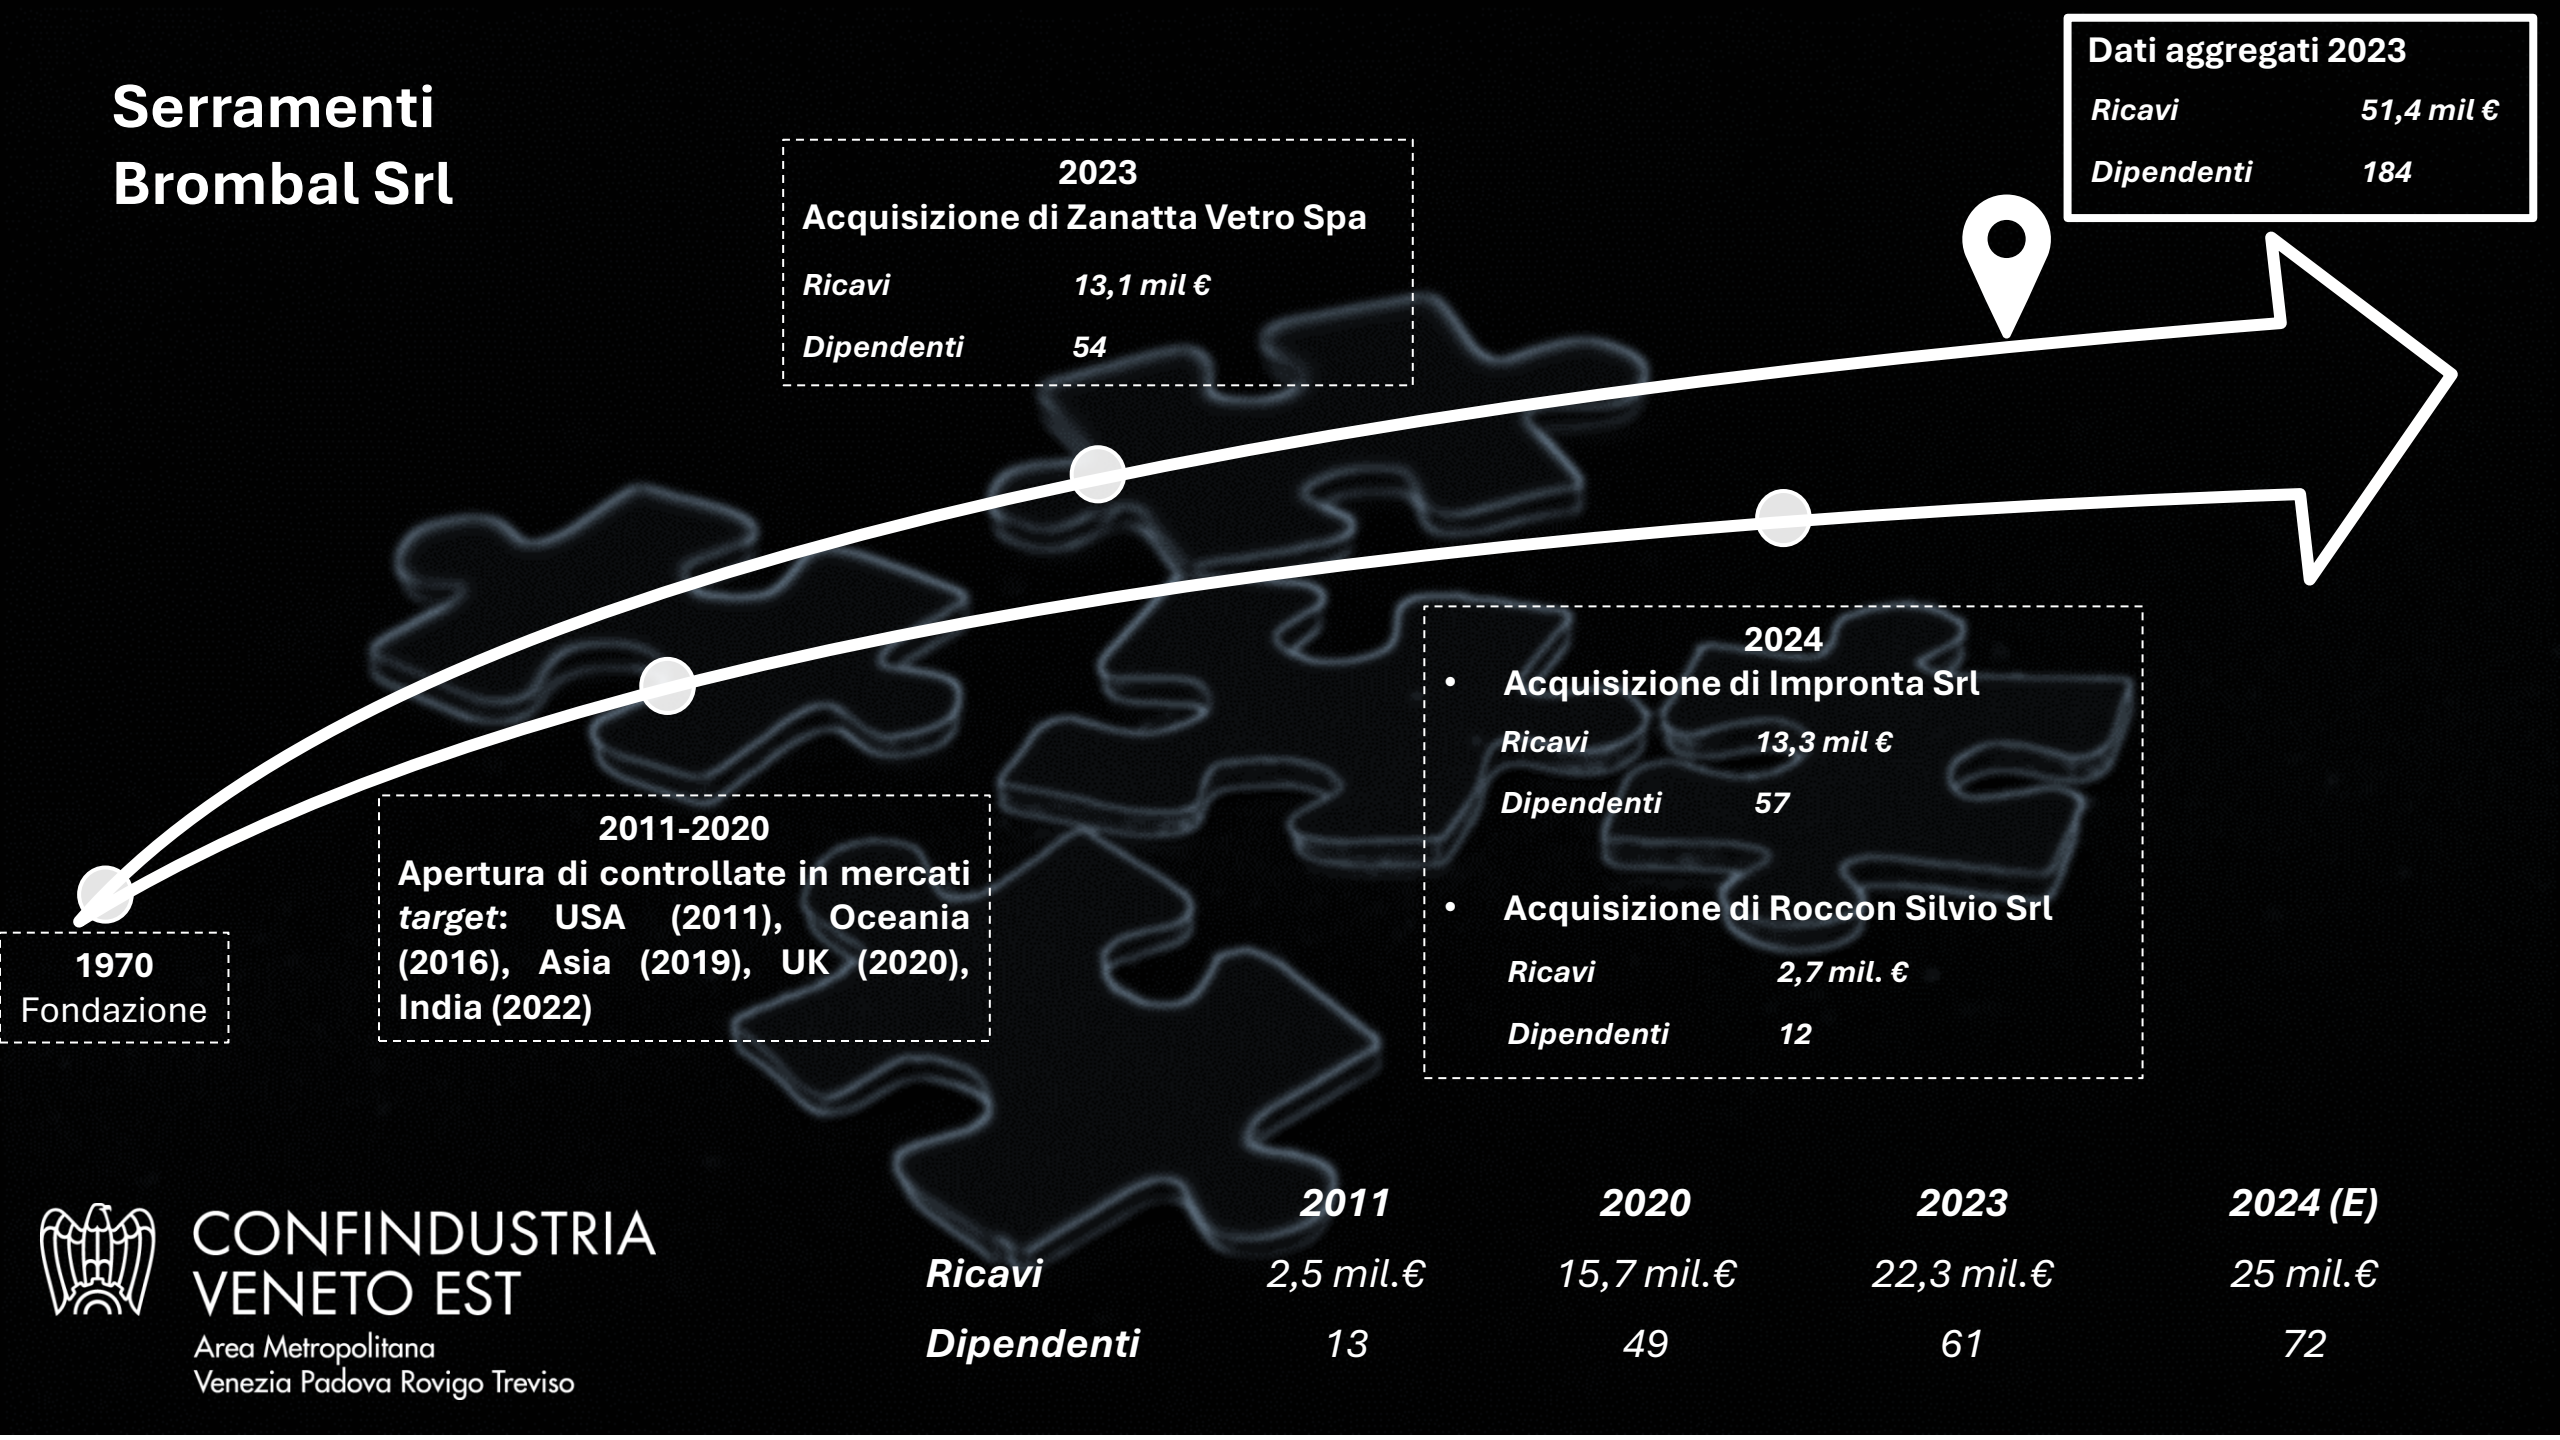 Serramenti
Brombal Srl
Dati aggregati 2023
Ricavi 51,4 mil €
Dipendenti 184
2023
Acquisizione di Zanatta Vetro Spa
Ricavi 13,1 mil €
Dipendenti 54
2024
• Acquisizione di Impronta Srl
Ricavi 13,3 mil €
Dipendenti 57
• Acquisizione di Roccon Silvio Srl
Ricavi 2,7 mil. €
Dipendenti 12
2011-2020
Apertura di controllate in mercati
target: USA (2011), Oceania
(2016), Asia (2019), UK (2020),
India (2022)
1970
Fondazione
CONFINDUSTRIA
VENETO EST
Area Metropolitana
Venezia Padova Rovigo Treviso
2011 2020 2023 2024 (E)
Ricavi 2,5 mil.€ 15,7 mil.€ 22,3 mil.€ 25 mil.€
Dipendenti 13 49 61 72